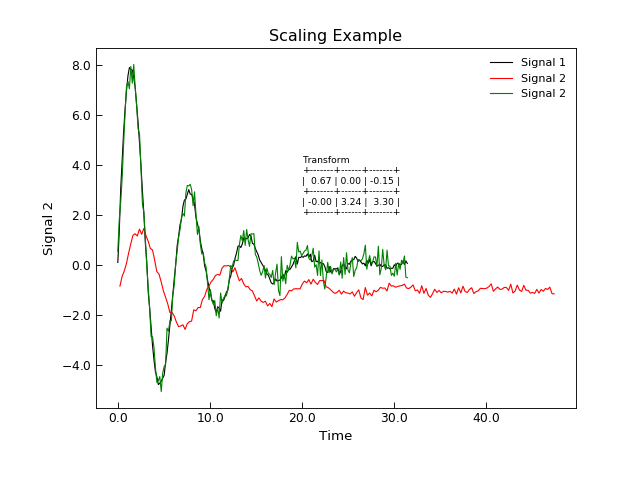 Scaling Example
Signal 1
Signal 2
Signal 2
Transform
+--------+--------+--------+
| 0.67 | 0.00 | -0.15 |
+--------+--------+--------+
| -0.00 | 3.24 | 3.30 |
+--------+--------+--------+
8.0
6.0
4.0
2.0
0.0
−2.0
−4.0
Signal 2
0.0 10.0 20.0 30.0 40.0
Time